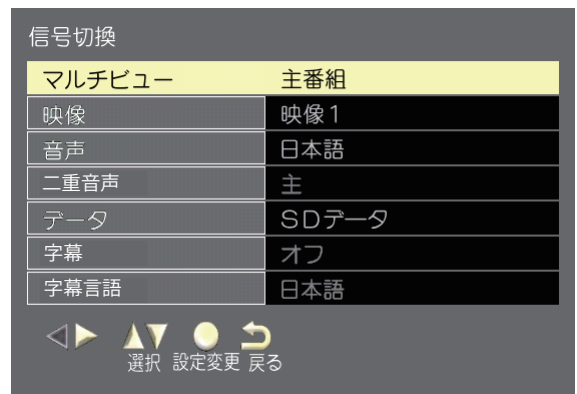 信号切換
マルチビュー 主番組
映像 映像1
音声 日本語
二重音声 主
データ SDデータ
字幕 オフ
字幕言語 日本語
選択 設定変更 戻る